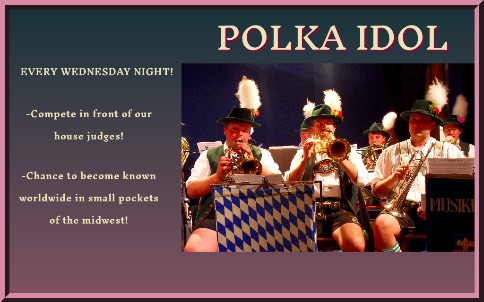 POLKA IDOL
EVERY WEDNESDAY NIGHT!
-Compete in front of our
house judges!
-Chance to become known
worldwide in small pockets
of the midwest!
MUSIK